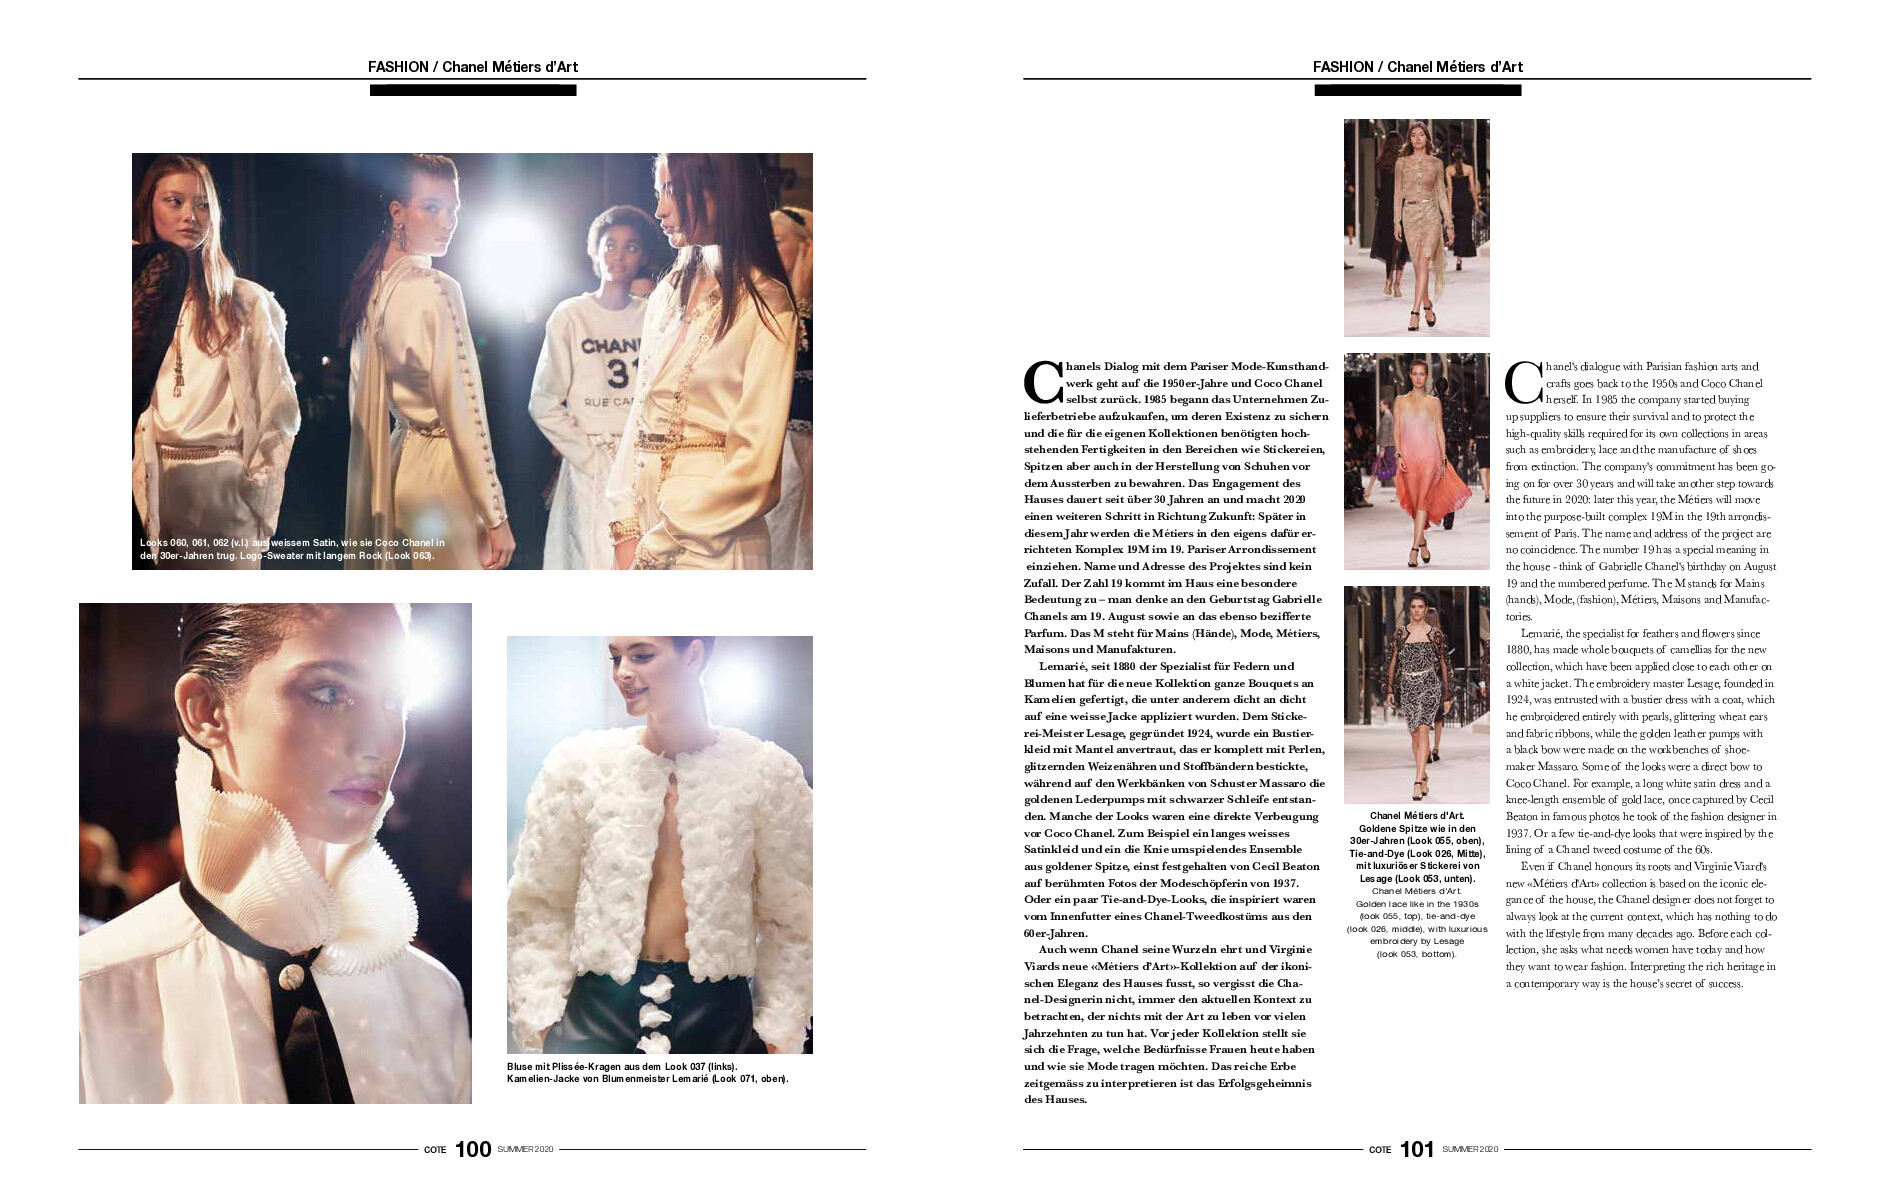 FASHION / Chanel Métiers d'Art
CHANEL
31
RUE CAM
Looks 060, 061, 062 (v.l.) aus weissem Satin, wie sie Coco Chanel in
den 30er-Jahren trug. Logo-Sweater mit langem Rock (Look 063).
Bluse mit Plissée-Kragen aus dem Look 037 (links).
Kamelien-Jacke von Blumenmeister Lemarié (Look 071, oben).
COTE 100 SUMMER 2020
FASHION / Chanel Métiers d'Art
Chanels Dialog mit dem Pariser Mode-Kunsthand-
werk geht auf die 1950er-Jahre und Coco Chanel
selbst zurück. 1985 begann das Unternehmen Zu-
lieferbetriebe aufzukaufen, um deren Existenz zu sichern
und die für die eigenen Kollektionen benötigten hoch-
stehenden Fertigkeiten in den Bereichen wie Stickereien,
Spitzen aber auch in der Herstellung von Schuhen vor
dem Aussterben zu bewahren. Das Engagement des
Hauses dauert seit über 30 Jahren an und macht 2020
einen weiteren Schritt in Richtung Zukunft: Später in
diesem Jahr werden die Métiers in den eigens dafür er-
richteten Komplex 19M im 19. Pariser Arrondissement
einziehen. Name und Adresse des Projektes sind kein
Zufall. Der Zahl 19 kommt im Haus eine besondere
Bedeutung zu – man denke an den Geburtstag Gabrielle
Chanels am 19. August sowie an das ebenso bezifferte
Parfum. Das M steht für Mains (Hände), Mode, Métiers,
Maisons und Manufakturen.
Lemarié, seit 1880 der Spezialist für Federn und
Blumen hat für die neue Kollektion ganze Bouquets an
Kamelien gefertigt, die unter anderem dicht an dicht
auf eine weisse Jacke appliziert wurden. Dem Sticke-
rei-Meister Lesage, gegründet 1924, wurde ein Bustier-
kleid mit Mantel anvertraut, das er komplett mit Perlen,
glitzernden Weizenähren und Stoffbändern bestickte,
während auf den Werkbänken von Schuster Massaro die
goldenen Lederpumps mit schwarzer Schleife entstan-
den. Manche der Looks waren eine direkte Verbeugung
vor Coco Chanel. Zum Beispiel ein langes weisses
Satinkleid und ein die Knie umspielendes Ensemble
aus goldener Spitze, einst festgehalten von Cecil Beaton
auf berühmten Fotos der Modeschöpferin von 1937.
Oder ein paar Tie-and-Dye-Looks, die inspiriert waren
vom Innenfutter eines Chanel-Tweedkostüms aus den
60er-Jahren.
Auch wenn Chanel seine Wurzeln ehrt und Virginie
Viards neue «Métiers d'Art»-Kollektion auf der ikoni-
schen Eleganz des Hauses fusst, so vergisst die Cha-
nel-Designerin nicht, immer den aktuellen Kontext zu
betrachten, der nichts mit der Art zu leben vor vielen
Jahrzehnten zu tun hat. Vor jeder Kollektion stellt sie
sich die Frage, welche Bedürfnisse Frauen heute haben
und wie sie Mode tragen möchten. Das reiche Erbe
zeitgemäss zu interpretieren ist das Erfolgsgeheimnis
des Hauses.
Chanel Métiers d'Art.
Goldene Spitze wie in den
30er-Jahren (Look 055, oben),
Tie-and-Dye (Look 026, Mitte),
mit luxuriöser Stickerei von
Lesage (Look 053, unten).
Chanel Métiers d'Art.
Golden lace like in the 1930s
(look 055, top), tie-and-dye
(look 026, middle), with luxurious
embroidery by Lesage
(look 053, bottom).
Chanel's dialogue with Parisian fashion arts and
crafts goes back to the 1950s and Coco Chanel
herself. In 1985 the company started buying
up suppliers to ensure their survival and to protect the
high-quality skills required for its own collections in areas
such as embroidery, lace and the manufacture of shoes
from extinction. The company's commitment has been go-
ing on for over 30 years and will take another step towards
the future in 2020: later this year, the Métiers will move
into the purpose-built complex 19M in the 19th arrondis-
sement of Paris. The name and address of the project are
no coincidence. The number 19 has a special meaning in
the house - think of Gabrielle Chanel's birthday on August
19 and the numbered perfume. The M stands for Mains
(hands), Mode, (fashion), Métiers, Maisons and Manufac-
tories.
Lemarié, the specialist for feathers and flowers since
1880, has made whole bouquets of camellias for the new
collection, which have been applied close to each other on
a white jacket. The embroidery master Lesage, founded in
1924, was entrusted with a bustier dress with a coat, which
he embroidered entirely with pearls, glittering wheat ears
and fabric ribbons, while the golden leather pumps with
a black bow were made on the workbenches of shoe-
maker Massaro. Some of the looks were a direct bow to
Coco Chanel. For example, a long white satin dress and a
knee-length ensemble of gold lace, once captured by Cecil
Beaton in famous photos he took of the fashion designer in
1937. Or a few tie-and-dye looks that were inspired by the
lining of a Chanel tweed costume of the 60s.
Even if Chanel honours its roots and Virginie Viard's
new «Métiers d'Art» collection is based on the iconic ele-
gance of the house, the Chanel designer does not forget to
always look at the current context, which has nothing to do
with the lifestyle from many decades ago. Before each col-
lection, she asks what needs women have today and how
they want to wear fashion. Interpreting the rich heritage in
a contemporary way is the house's secret of success.
COTE 101 SUMMER 2020